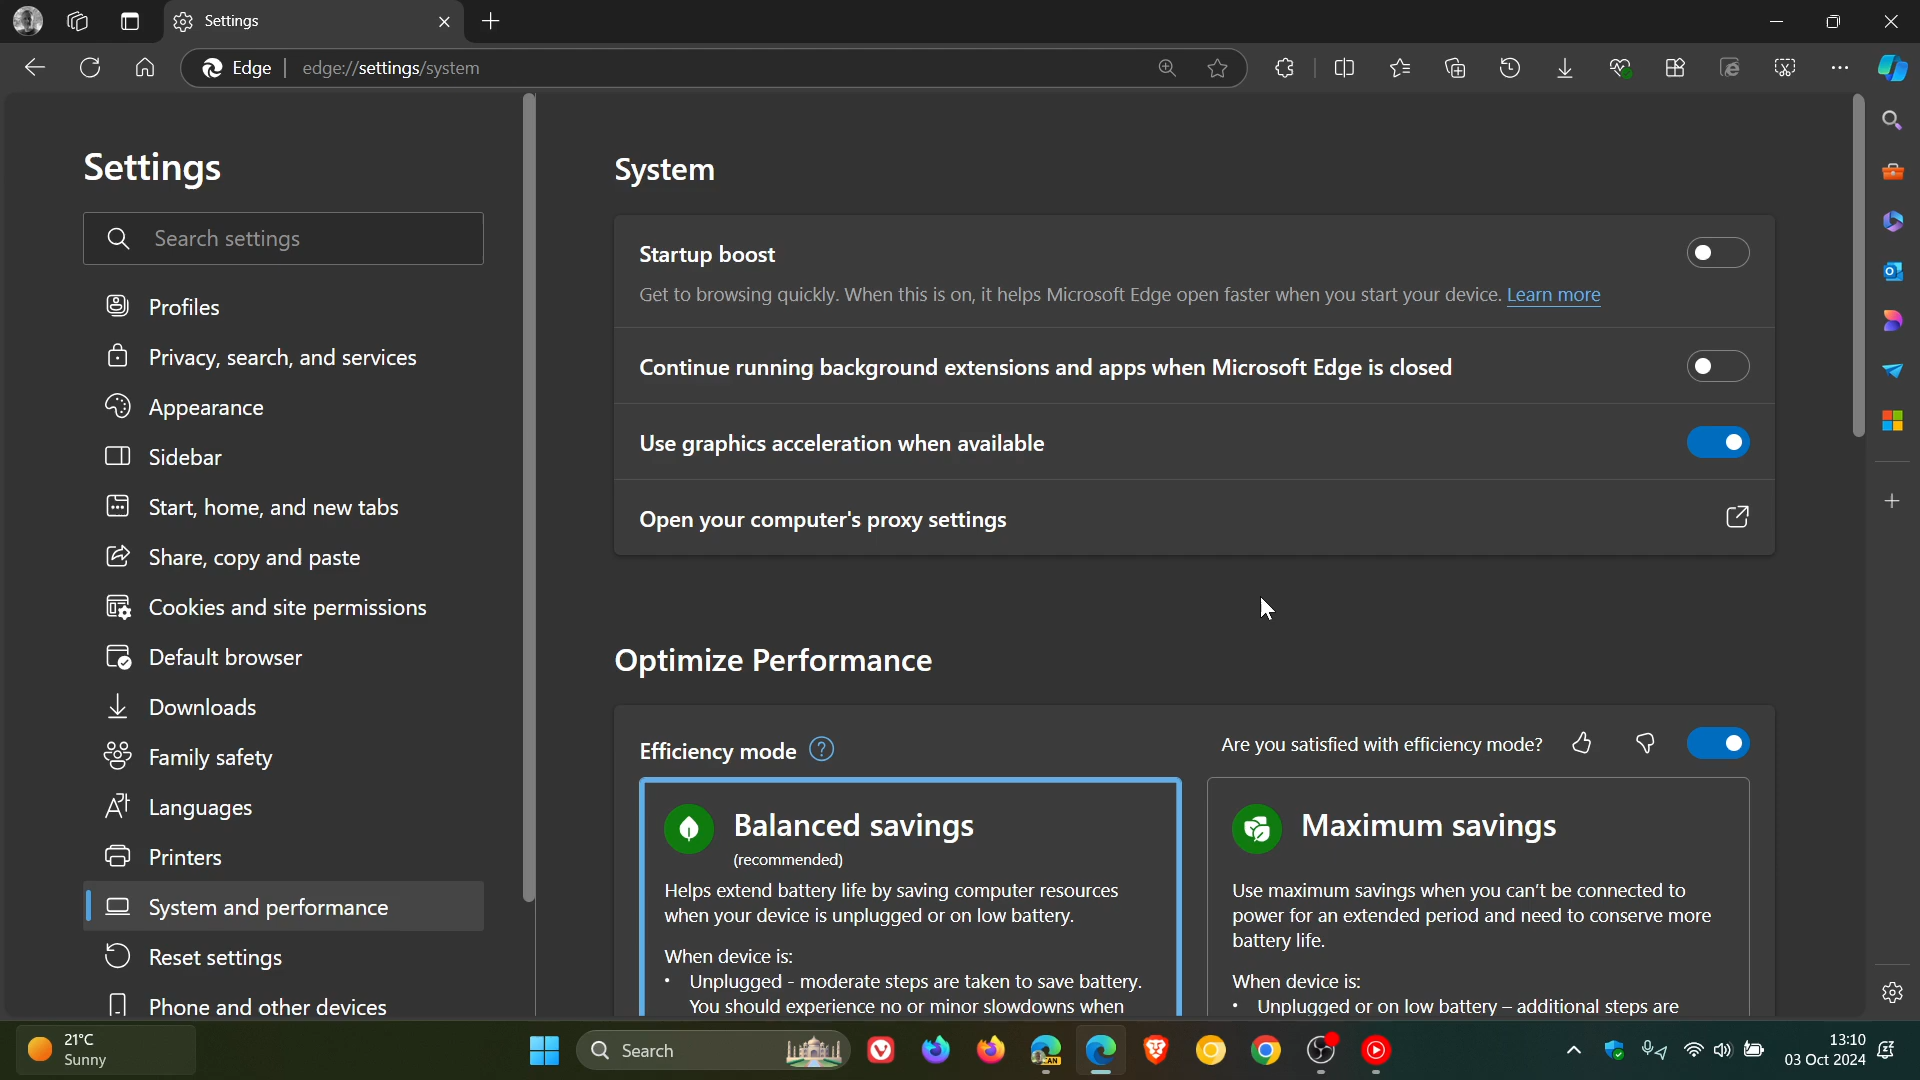 Settings
Edge
edge://settings/system
Settings
Search settings
Profiles
Privacy, search, and services
Appearance
Sidebar
Start, home, and new tabs
Share, copy and paste
Cookies and site permissions
Default browser
Downloads
Family safety
Languages
Printers
System and performance
Reset settings
Phone and other devices
System
Startup boost
Get to browsing quickly. When this is on, it helps Microsoft Edge open faster when you start your device. Learn more
Continue running background extensions and apps when Microsoft Edge is closed
Use graphics acceleration when available
Open your computer's proxy settings
Optimize Performance
Efficiency mode
Are you satisfied with efficiency mode?
Balanced savings
(recommended)
Helps extend battery life by saving computer resources
when your device is unplugged or on low battery.
When device is:
• Unplugged - moderate steps are taken to save battery.
You should experience no or minor slowdowns when
Maximum savings
Use maximum savings when you can't be connected to
power for an extended period and need to conserve more
battery life.
When device is:
• Unplugged or on low battery – additional steps are
21°C
Sunny
Search
CAN
13:10
03 Oct 2024